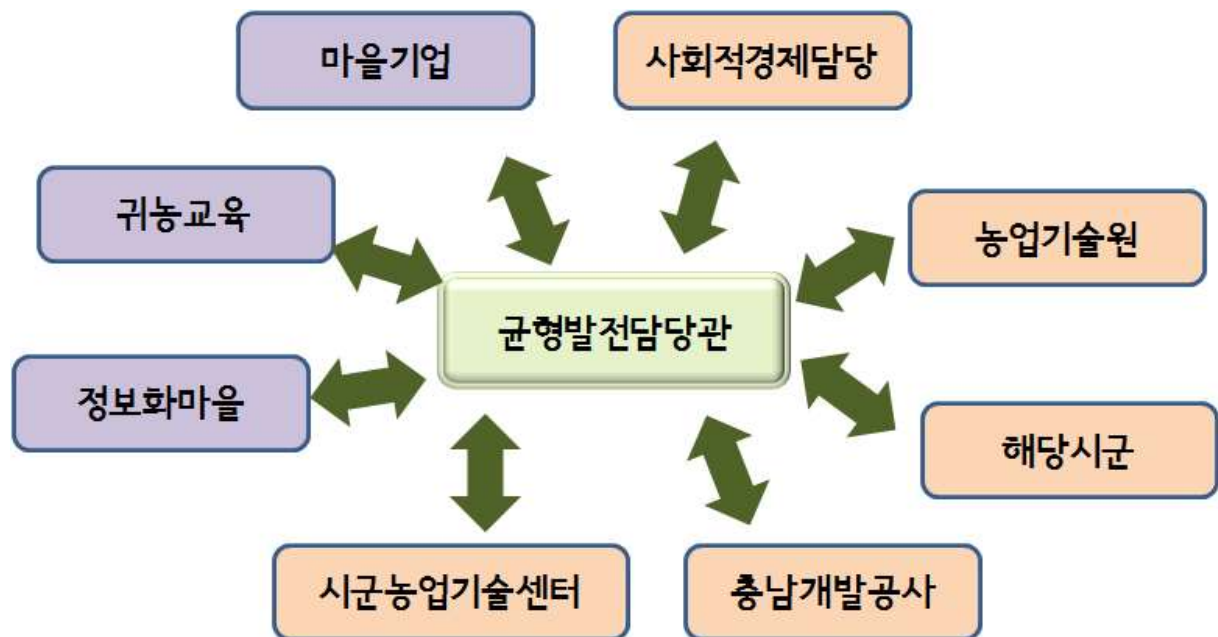 마을기업
사회적경제담당
귀농교육
농업기술원
균형발전담당관
정보화마을
해당시군
시군농업기술센터
충남개발공사